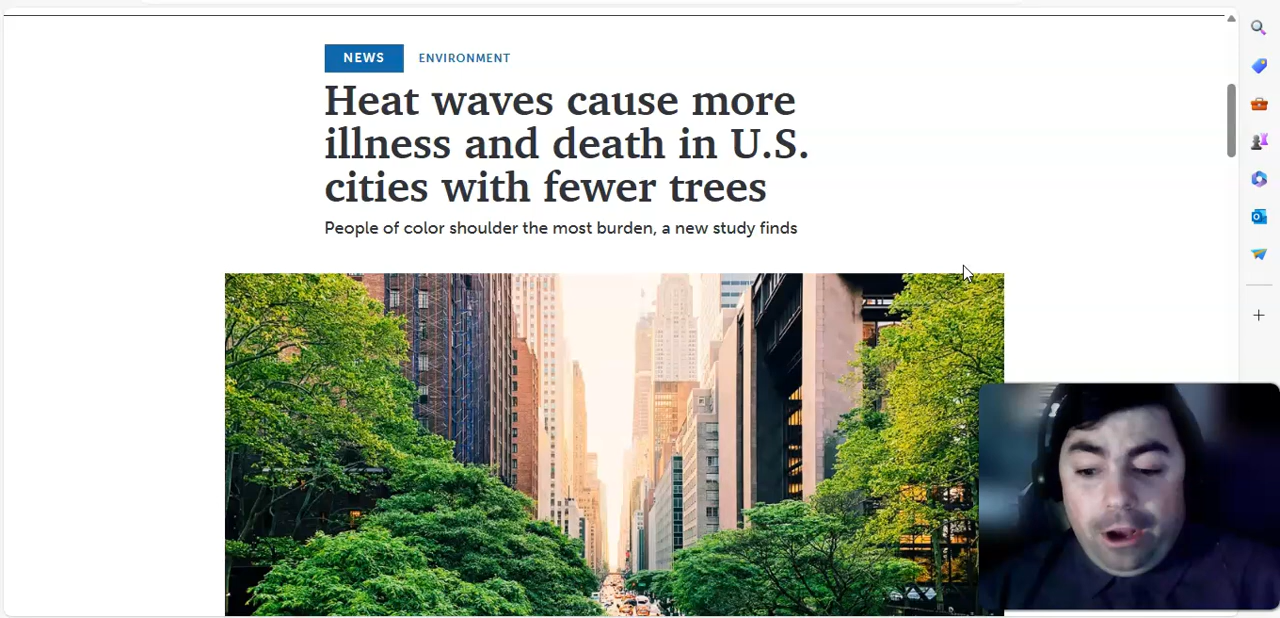 NEWS ENVIRONMENT
Heat waves cause more
illness and death in U.S.
cities with fewer trees
People of color shoulder the most burden, a new study finds